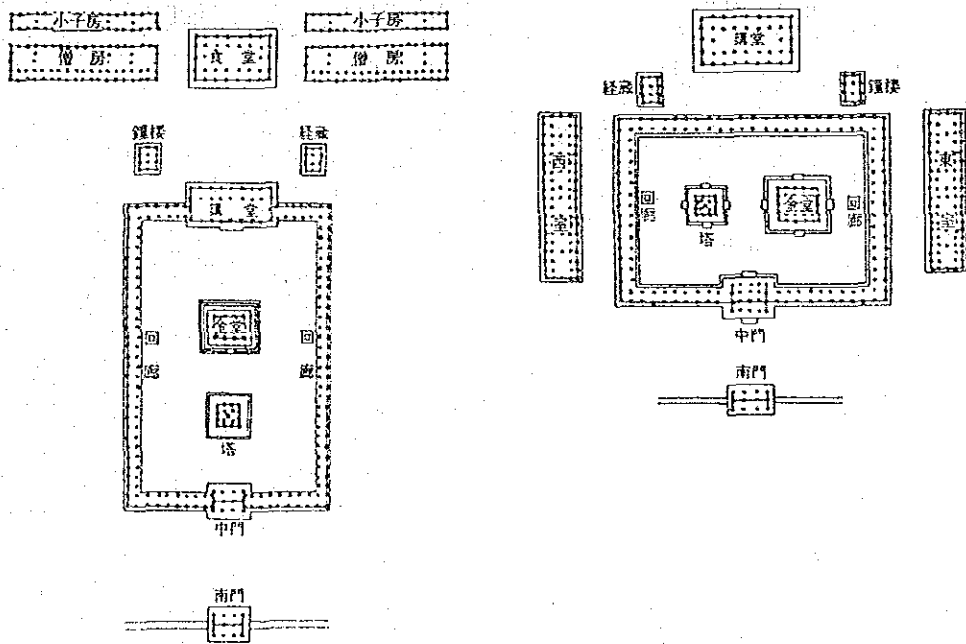 小子房
小子房
僧房
食堂
僧房
鐘楼
経蔵
講堂
金堂
回廊
回廊
塔
中門
南門
講堂
経蔵
鐘楼
西室
東室
回廊
回廊
塔
金堂
中門
南門